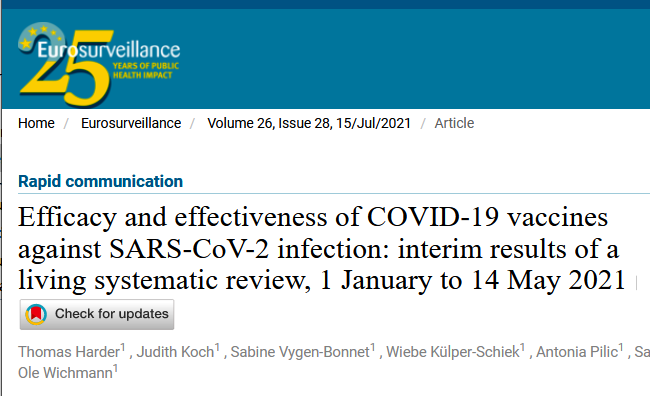 Eurosurveillance
25 YEARS OF PUBLIC
HEALTH IMPACT
Home / Eurosurveillance / Volume 26, Issue 28, 15/Jul/2021 / Article
Rapid communication
Efficacy and effectiveness of COVID-19 vaccines
against SARS-CoV-2 infection: interim results of a
living systematic review, 1 January to 14 May 2021
Check for updates
Thomas Harder1 , Judith Koch1 , Sabine Vygen-Bonnet1 , Wiebe Külper-Schiek1 , Antonia Pilic1 , Sa
Ole Wichmann1